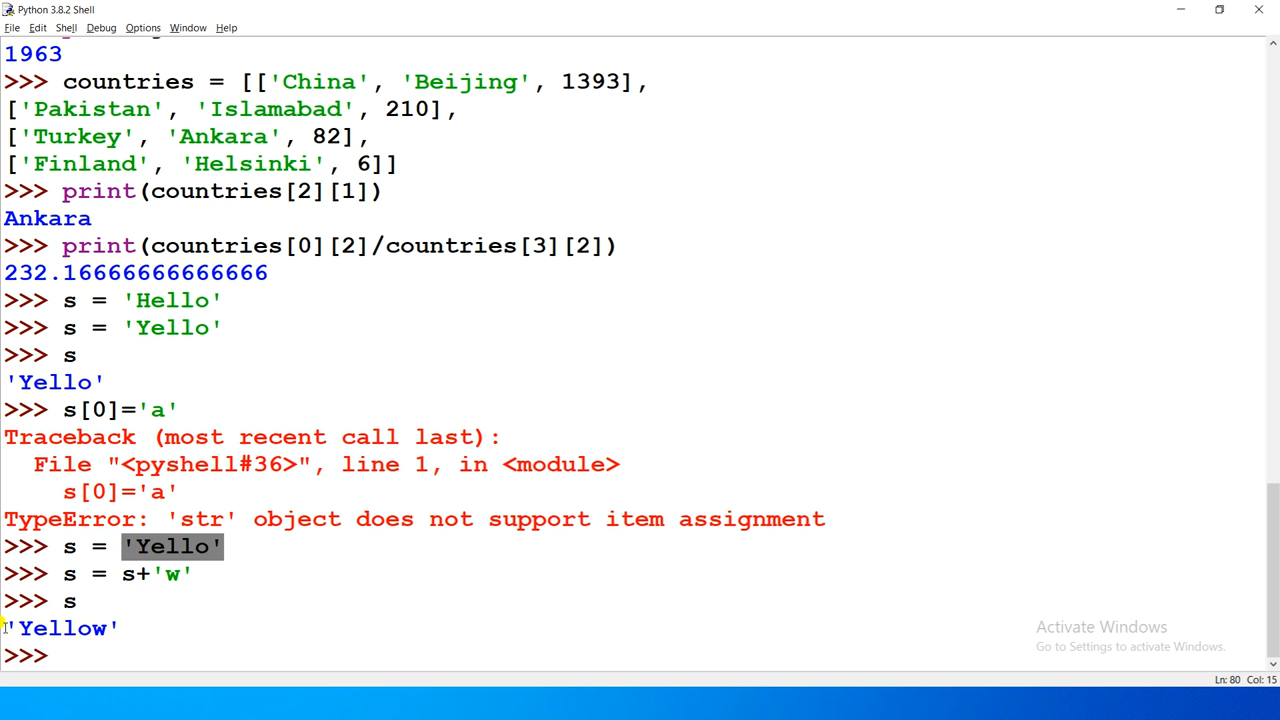 Python 3.8.2 Shell
File Edit Shell Debug Options Window Help
1963
>>> countries = [['China', 'Beijing', 1393],
['Pakistan', 'Islamabad', 210],
['Turkey', 'Ankara', 82],
['Finland', 'Helsinki', 6]]
>>> print(countries[2][1])
Ankara
>>> print(countries[0][2]/countries[3][2])
232.16666666666666
>>> s = 'Hello'
>>> s = 'Yello'
>>> s
'Yello'
>>> s[0]='a'
Traceback (most recent call last):
  File "<pyshell#36>", line 1, in <module>
    s[0]='a'
TypeError: 'str' object does not support item assignment
>>> s = 'Yello'
>>> s = s+'w'
>>> s
'Yellow'
>>>
Activate Windows
Go to Settings to activate Windows.
Ln: 80 Col: 15